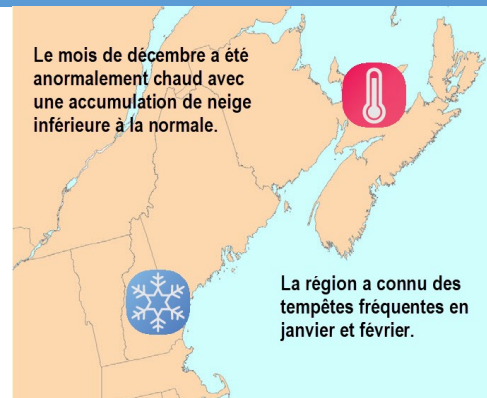 Le mois de décembre a été
anormalement chaud avec
une accumulation de neige
inférieure à la normale.
La région a connu des
tempêtes fréquentes en
janvier et février.